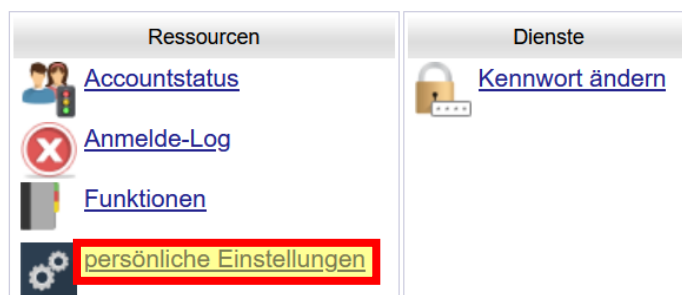 Ressourcen
Accountstatus
Anmelde-Log
Funktionen
persönliche Einstellungen
Dienste
Kennwort ändern